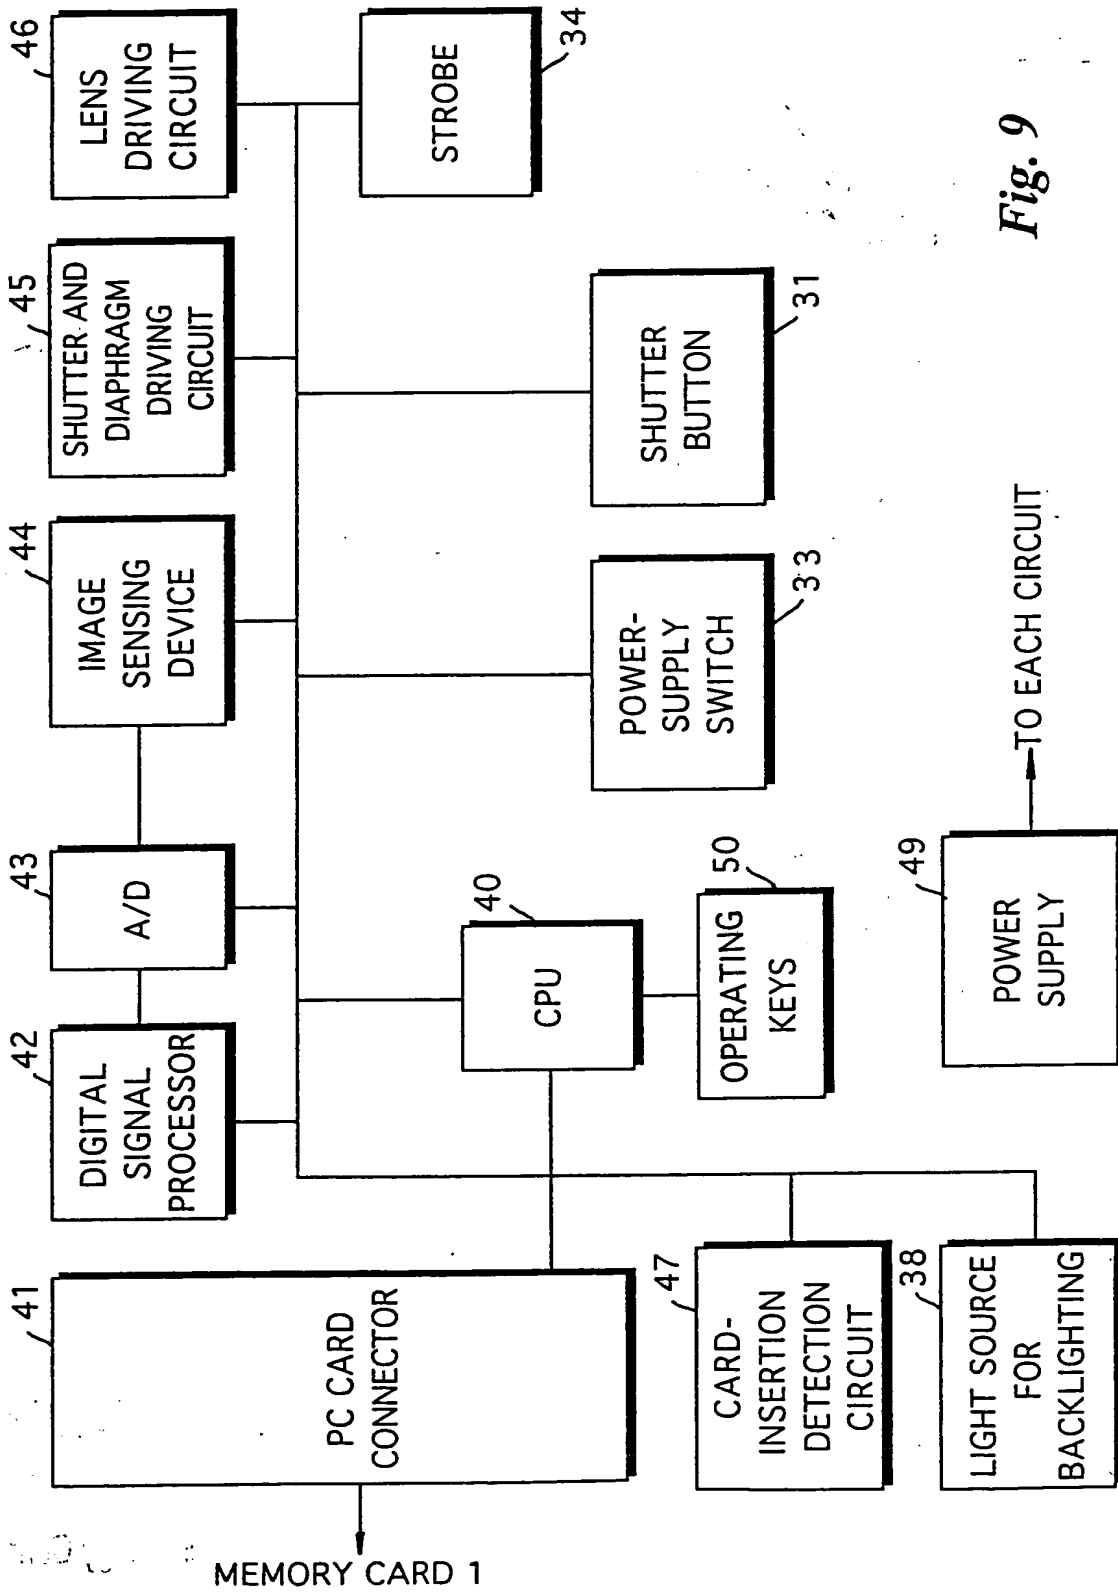 41
PC CARD
CONNECTOR
MEMORY CARD 1
42
DIGITAL
SIGNAL
PROCESSOR
43
A/D
44
IMAGE
SENSING
DEVICE
45
SHUTTER AND
DIAPHRAGM
DRIVING
CIRCUIT
46
LENS
DRIVING
CIRCUIT
STROBE
34
40
CPU
50
OPERATING
KEYS
POWER-
SUPPLY
SWITCH
33
SHUTTER
BUTTON
31
47
CARD-
INSERTION
DETECTION
CIRCUIT
38
LIGHT SOURCE
FOR
BACKLIGHTING
49
POWER
SUPPLY
TO EACH CIRCUIT
Fig. 9